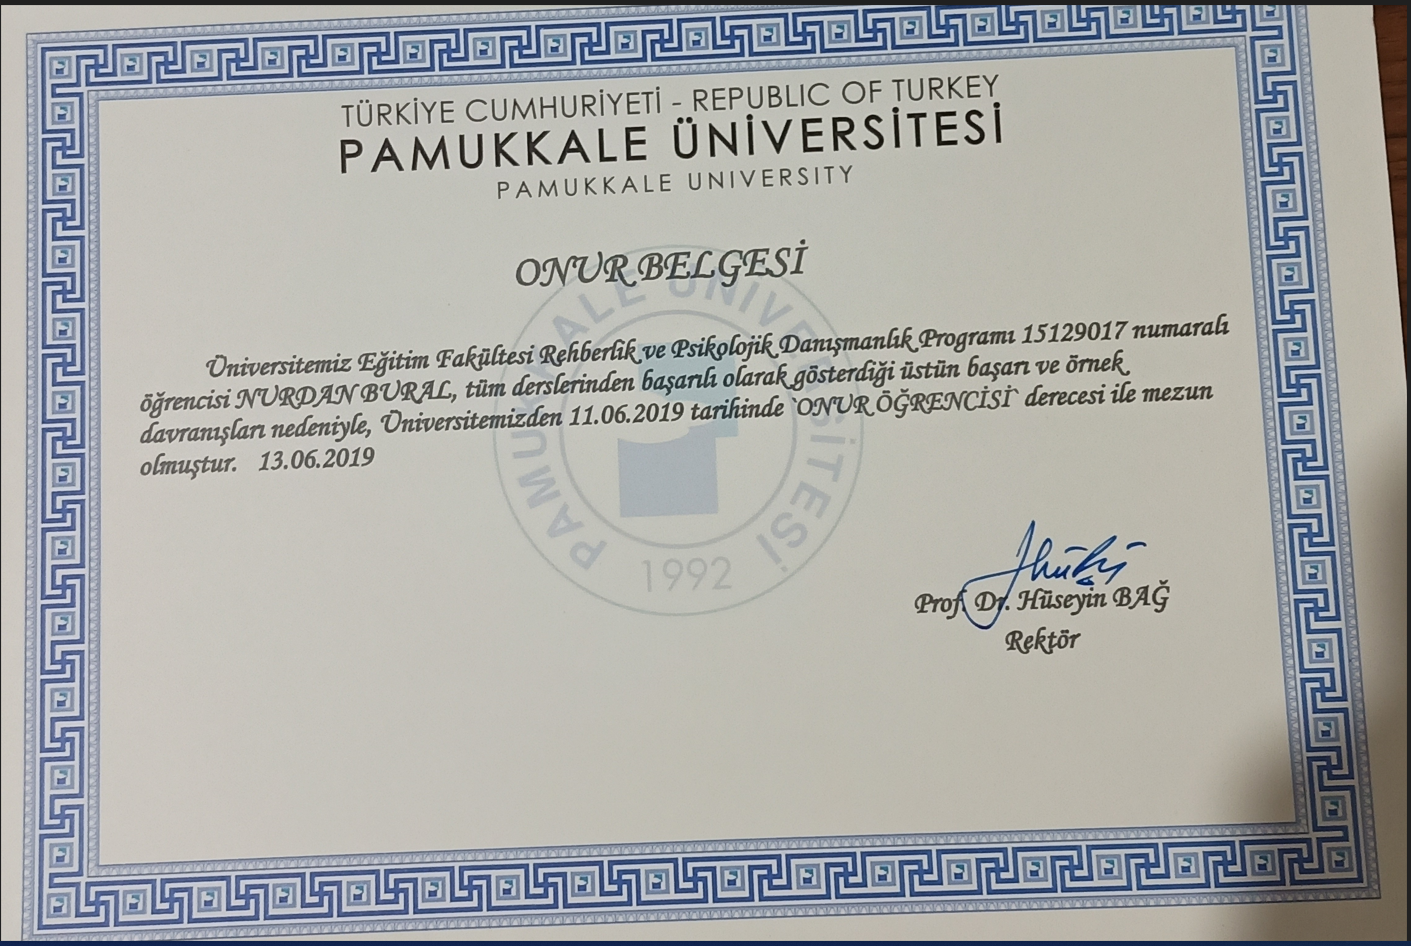 TÜRKİYE CUMHURİYETİ - REPUBLIC OF TURKEY
PAMUKKALE ÜNİVERSİTESİ
PAMUKKALE UNIVERSITY
ONUR BELGESİ
Üniversitemiz Eğitim Fakültesi Rehberlik ve Psikolojik Danışmanlık Programı 15129017 numaralı
öğrencisi NURDAN BURAL, tüm derslerinden başarılı olarak gösterdiği üstün başarı ve örnek
davranışları nedeniyle, Üniversitemizden 11.06.2019 tarihinde `ONUR ÖĞRENCİSİ` derecesi ile mezun
olmuştur. 13.06.2019
PAMUKKALE ÜNİVERSİTESİ
1992
Prof. Dr. Hüseyin BAĞ
Rektör